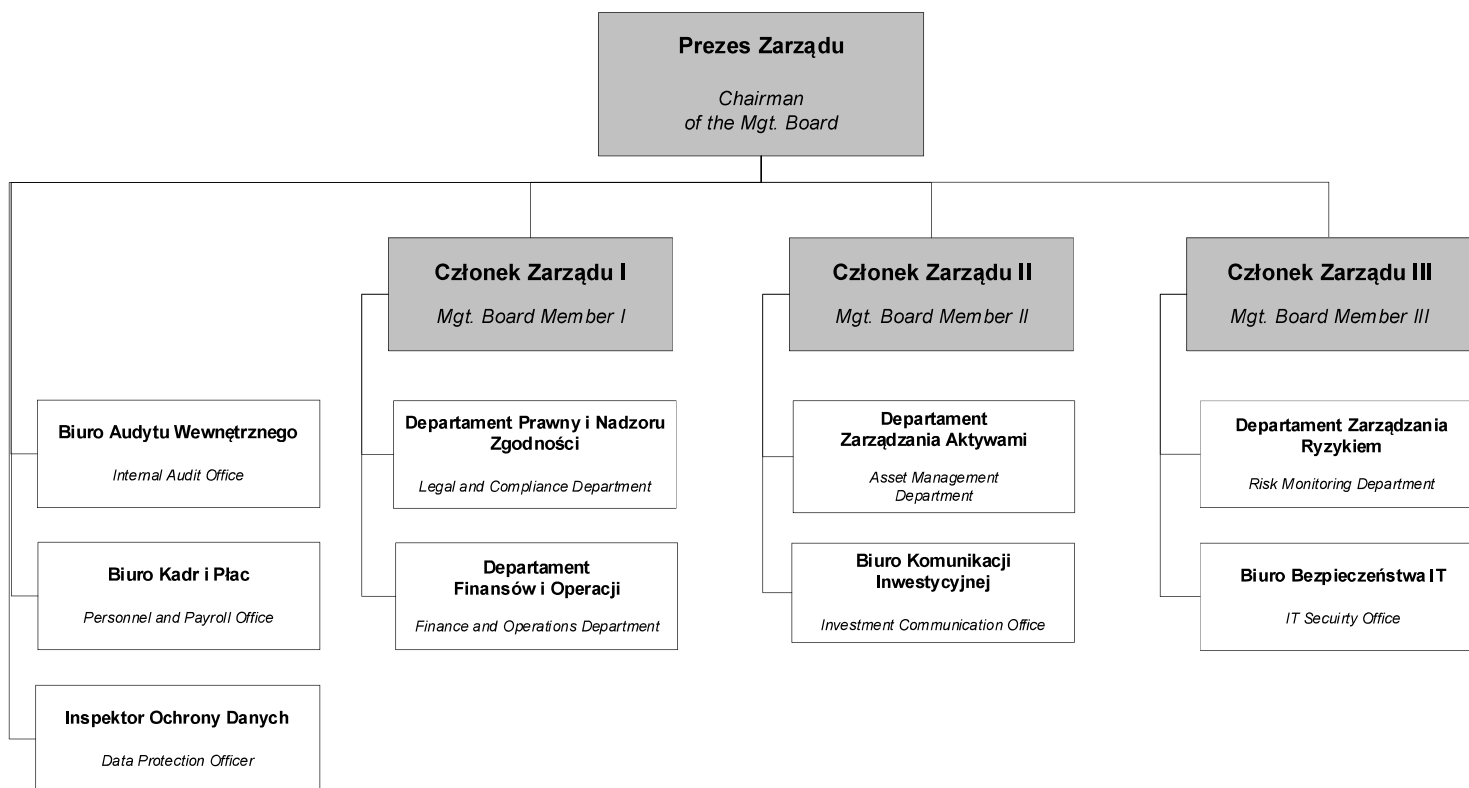 Prezes Zarządu
Chairman
of the Mgt. Board
Członek Zarządu I
Mgt. Board Member I
Członek Zarządu II
Mgt. Board Member II
Członek Zarządu III
Mgt. Board Member III
Biuro Audytu Wewnętrznego
Internal Audit Office
Departament Prawny i Nadzoru
Zgodności
Legal and Compliance Department
Departament
Zarządzania Aktywami
Asset Management
Department
Departament Zarządzania
Ryzykiem
Risk Monitoring Department
Biuro Kadr i Płac
Personnel and Payroll Office
Departament
Finansów i Operacji
Finance and Operations Department
Biuro Komunikacji
Inwestycyjnej
Investment Communication Office
Biuro Bezpieczeństwa IT
IT Secuirty Office
Inspektor Ochrony Danych
Data Protection Officer